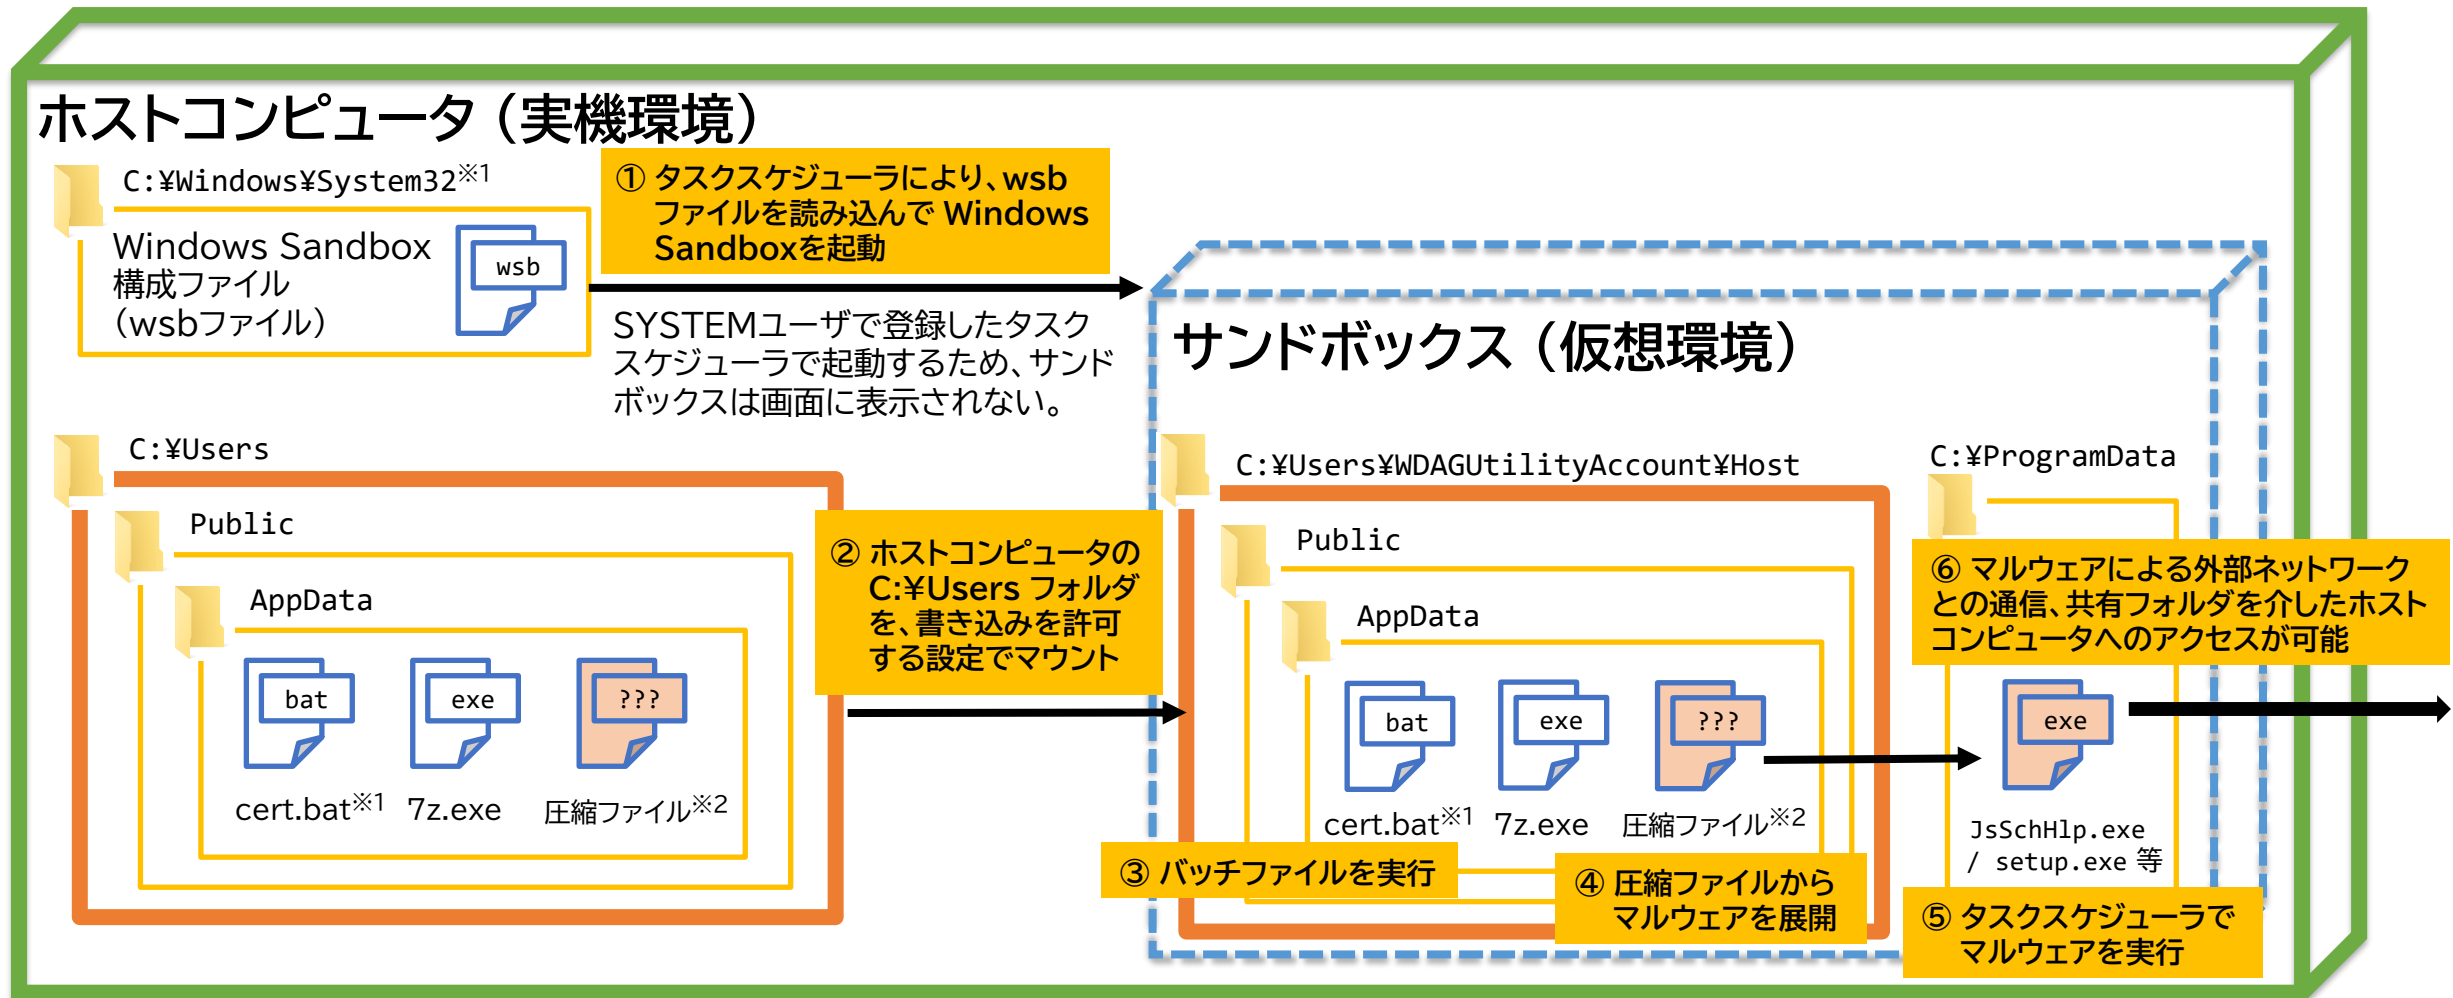 ホストコンピュータ（実機環境）
C:¥Windows¥System32※1
Windows Sandbox
構成ファイル
（wsbファイル）
wsb
① タスクスケジューラにより、wsb
ファイルを読み込んで Windows
Sandboxを起動
SYSTEMユーザで登録したタスク
スケジューラで起動するため、サンド
ボックスは画面に表示されない。
C:¥Users
Public
AppData
bat
exe
???
cert.bat※1
7z.exe
圧縮ファイル※2
② ホストコンピュータの
C:¥Users フォルダ
を、書き込みを許可
する設定でマウント
サンドボックス（仮想環境）
C:¥Users¥WDAGUtilityAccount¥Host
Public
AppData
bat
exe
???
cert.bat※1
7z.exe
圧縮ファイル※2
③ バッチファイルを実行
④ 圧縮ファイルから
マルウェアを展開
C:¥ProgramData
⑥ マルウェアによる外部ネットワーク
との通信、共有フォルダを介したホスト
コンピュータへのアクセスが可能
exe
JsSchHlp.exe
/ setup.exe 等
⑤ タスクスケジューラで
マルウェアを実行